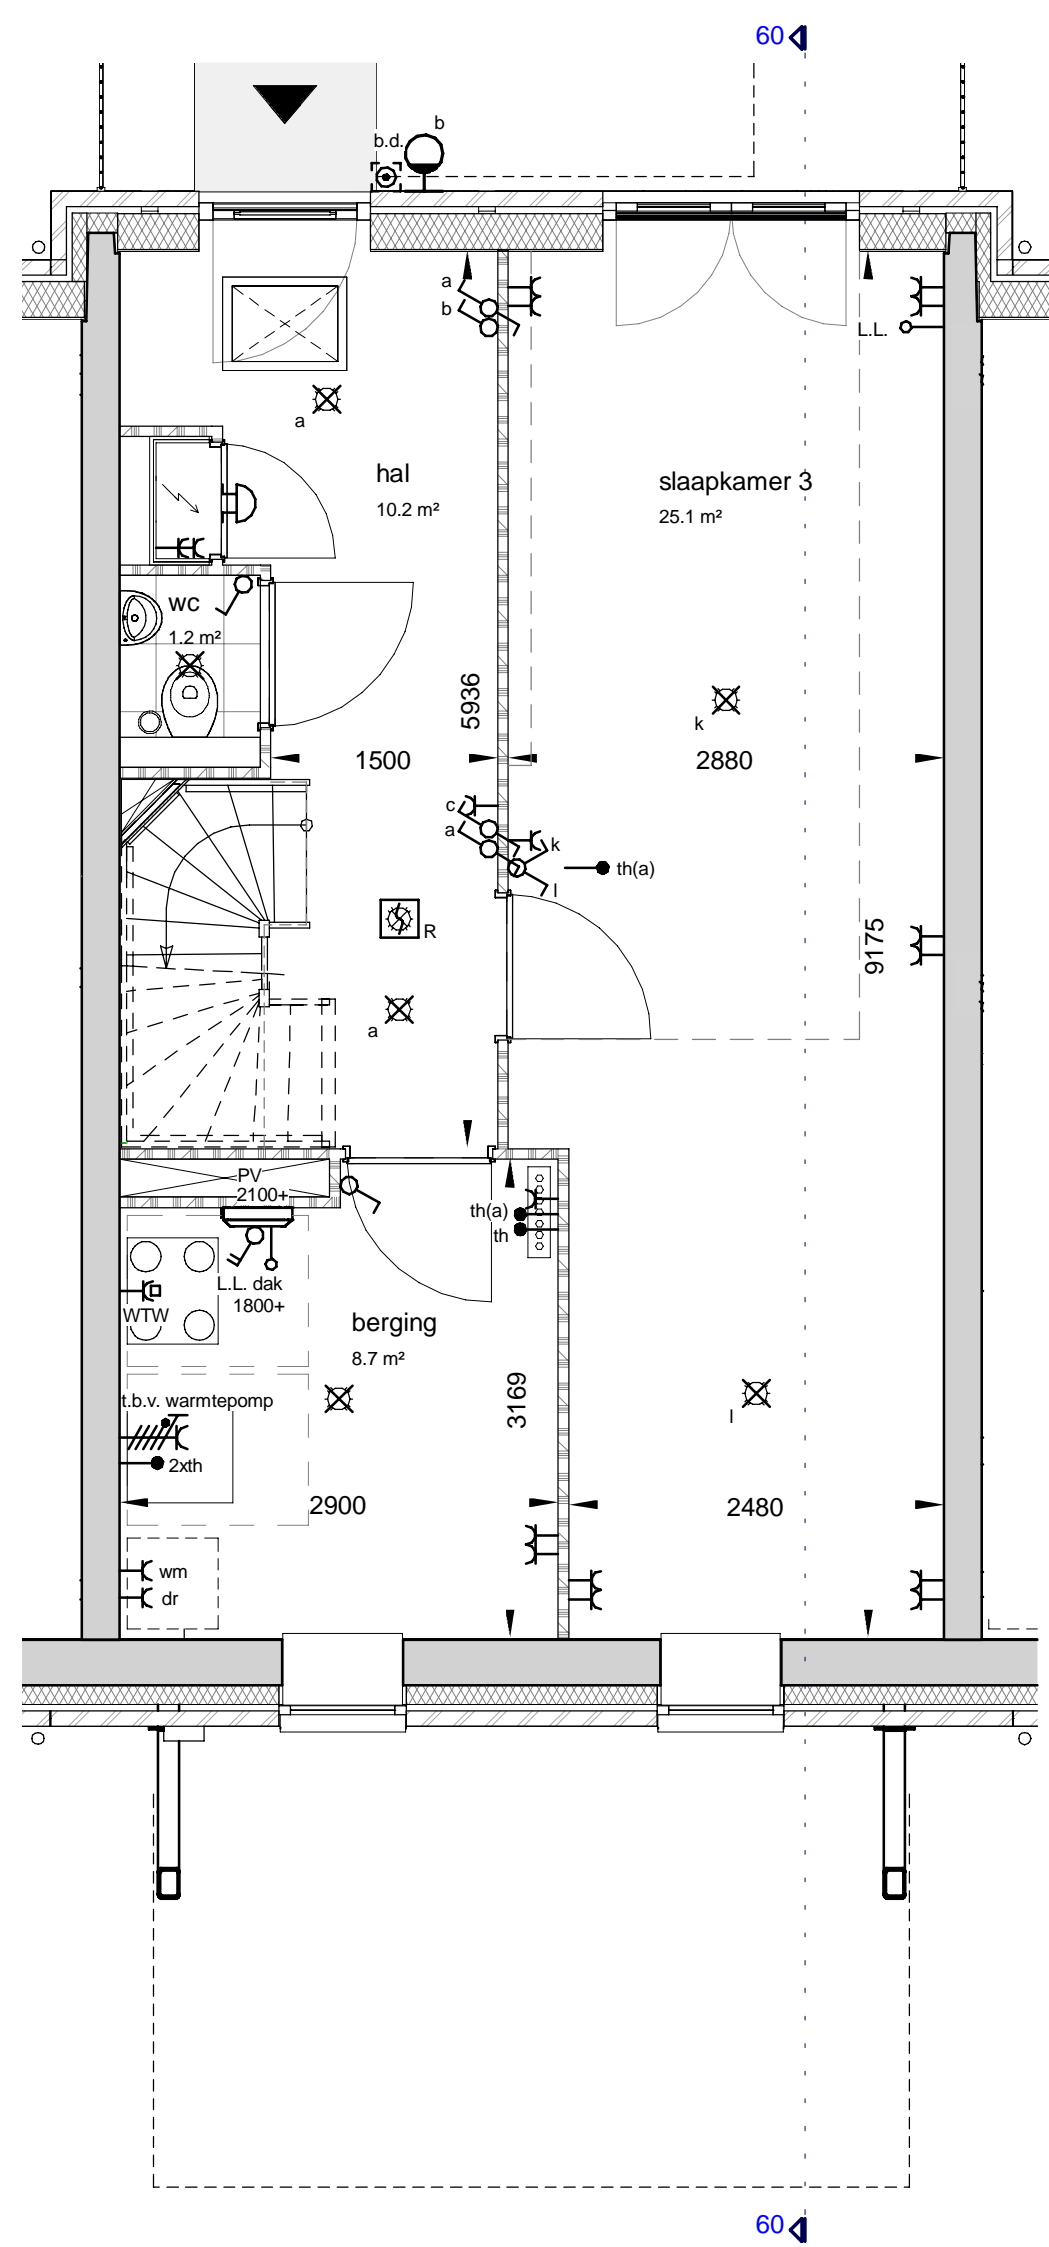 60
b
b.d.
a
b
L.L.
a
hal
10.2 m²
slaapkamer 3
25.1 m²
wc
1.2 m²
5936
k
1500
2880
c
a
k
l
th(a)
R
9175
a
PV
2100+
th(a)
th
L.L. dak
1800+
WTW
berging
8.7 m²
3169
t.b.v. warmtepomp
l
2xth
2900
2480
wm
dr
60